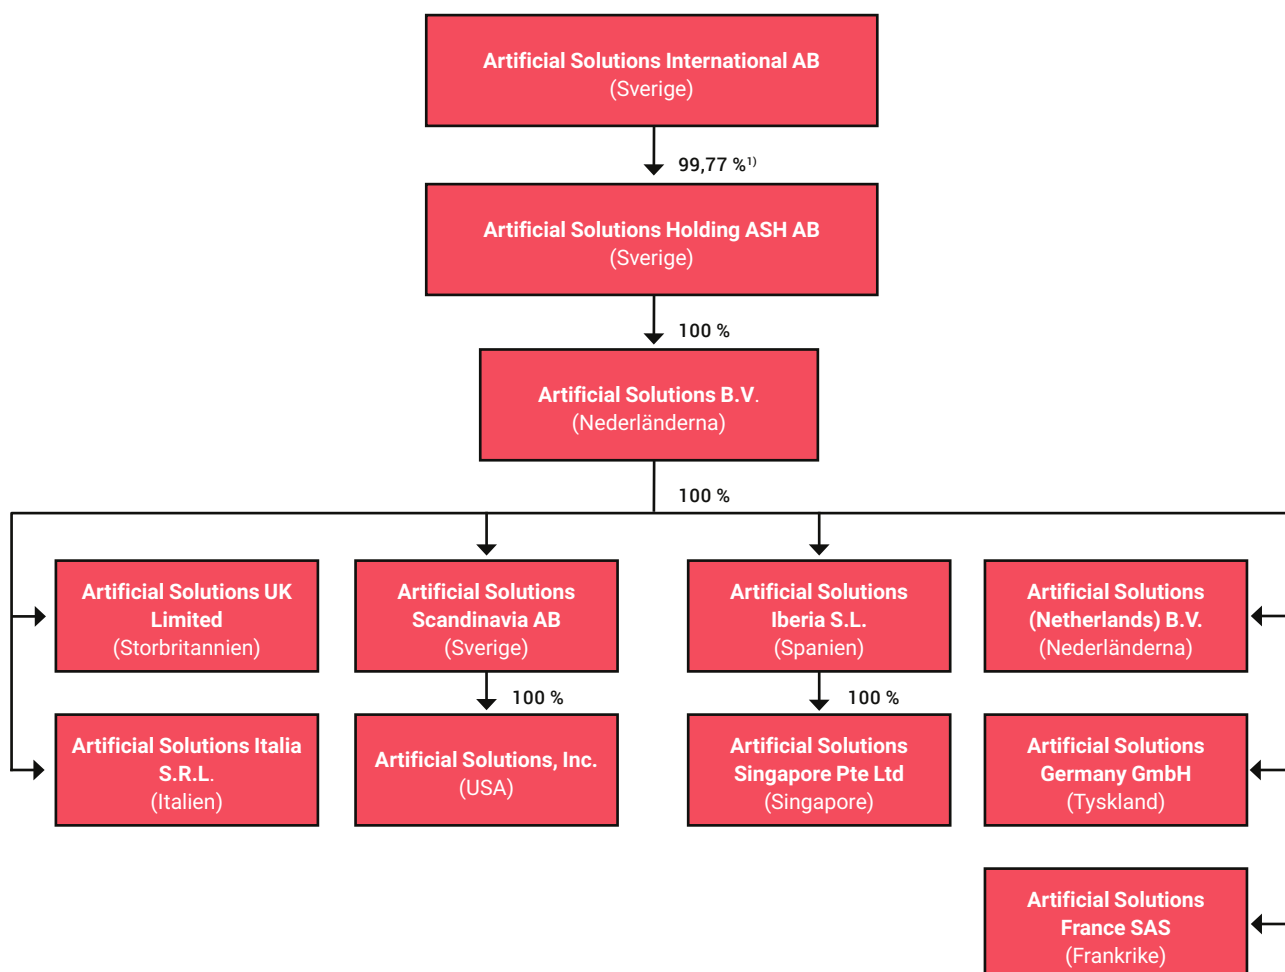 Artificial Solutions International AB
(Sverige)
99,77 %¹⁾
Artificial Solutions Holding ASH AB
(Sverige)
100 %
Artificial Solutions B.V.
(Nederländerna)
100 %
Artificial Solutions UK
Limited
(Storbritannien)
Artificial Solutions
Scandinavia AB
(Sverige)
Artificial Solutions
Iberia S.L.
(Spanien)
Artificial Solutions
(Netherlands) B.V.
(Nederländerna)
100 %
100 %
Artificial Solutions Italia
S.R.L.
(Italien)
Artificial Solutions, Inc.
(USA)
Artificial Solutions
Singapore Pte Ltd
(Singapore)
Artificial Solutions
Germany GmbH
(Tyskland)
Artificial Solutions
France SAS
(Frankrike)